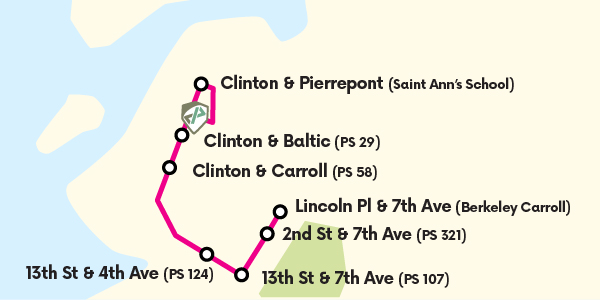 Clinton & Pierrepont (Saint Ann's School)
Clinton & Baltic (PS 29)
Clinton & Carroll (PS 58)
Lincoln Pl & 7th Ave (Berkeley Carroll)
2nd St & 7th Ave (PS 321)
13th St & 4th Ave (PS 124)
13th St & 7th Ave (PS 107)